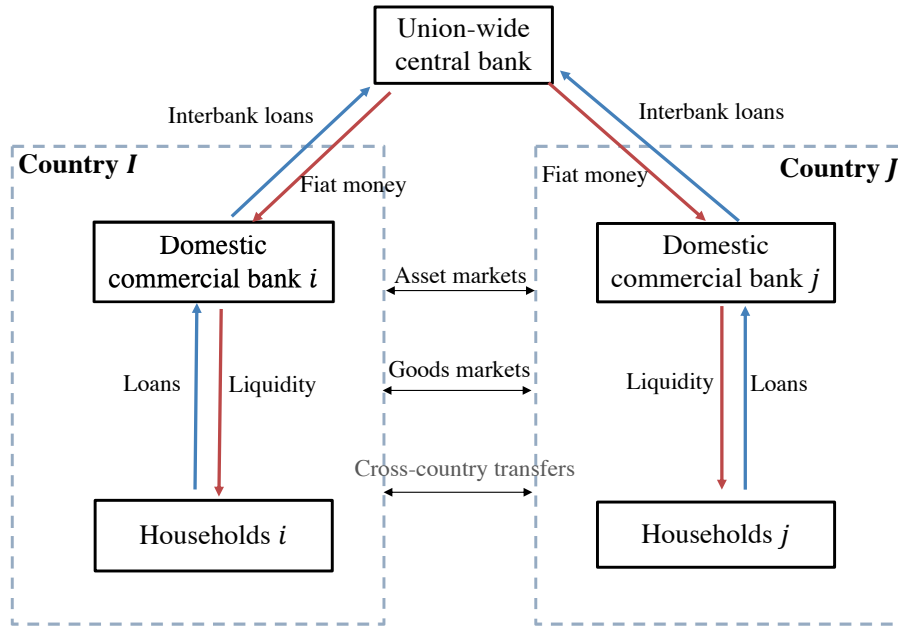 Union-wide
central bank
Interbank loans
Interbank loans
Country I
Fiat money
Fiat money
Country J
Domestic
commercial bank i
Domestic
commercial bank j
Asset markets
Goods markets
Loans
Liquidity
Liquidity
Loans
Cross-country transfers
Households i
Households j